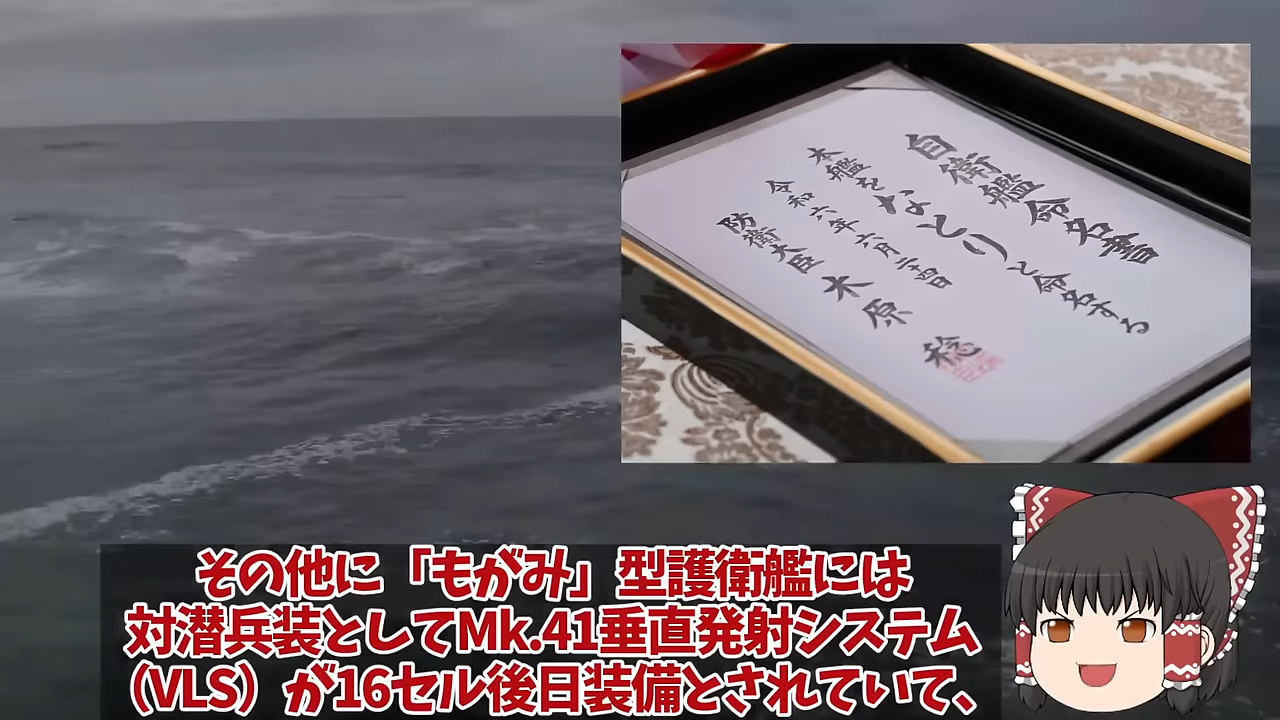 自衛艦命名書
本艦をなとりと命名する
令和六年六月二十四日
防衛大臣 木原 稔
その他に「もがみ」型護衛艦には
対潜兵装としてMk.41垂直発射システム
（VLS）が16セル後日装備とされていて、